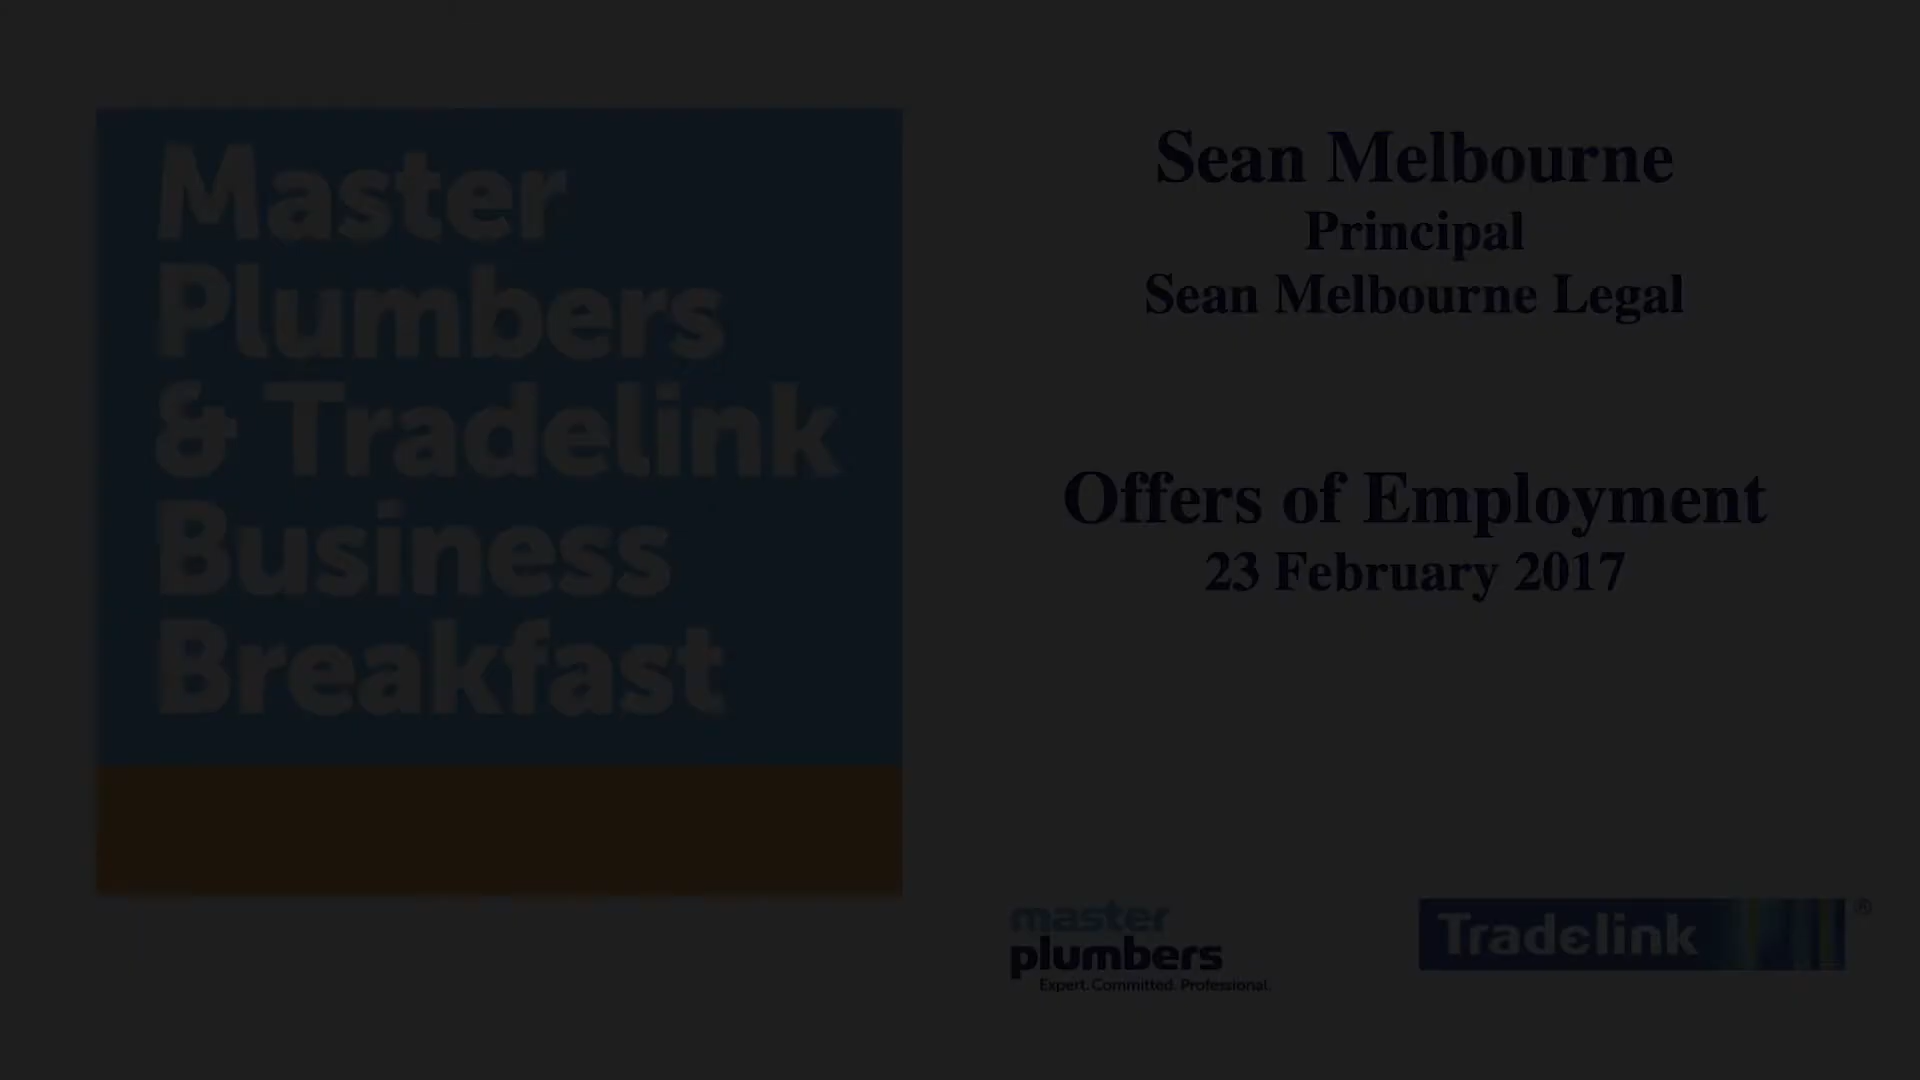 Master
Plumbers
& Tradelink
Business
Breakfast
Sean Melbourne
Principal
Sean Melbourne Legal
Offers of Employment
23 February 2017
master
plumbers
Expert. Committed. Professional.
Tradelink ®